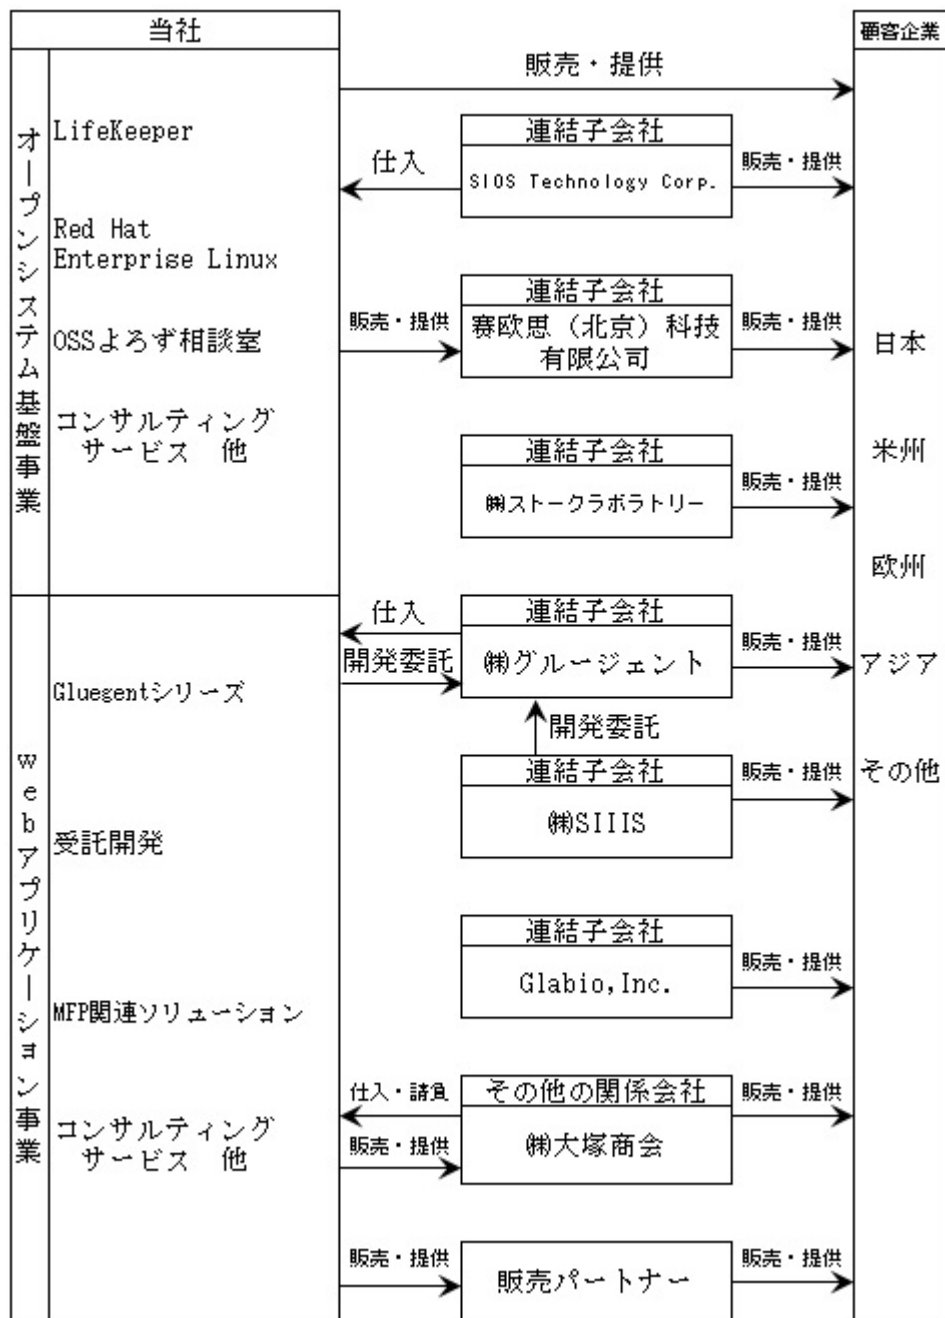 当社
顧客企業
オープンシステム基盤事業
LifeKeeper
Red Hat
Enterprise Linux
OSSよろず相談室
コンサルティング
サービス 他
販売・提供
仕入
連結子会社
SIOS Technology Corp.
販売・提供
販売・提供
連結子会社
赛欧思（北京）科技
有限公司
販売・提供
連結子会社
㈱ストークラボラトリー
販売・提供
webアプリケーション事業
Gluegentシリーズ
受託開発
MFP関連ソリューション
コンサルティング
サービス 他
仕入
開発委託
連結子会社
㈱グルージェント
販売・提供
開発委託
連結子会社
㈱SIIIS
販売・提供
連結子会社
Glabio,Inc.
販売・提供
仕入・請負
販売・提供
その他の関係会社
㈱大塚商会
販売・提供
販売・提供
販売パートナー
販売・提供
日本
米州
欧州
アジア
その他